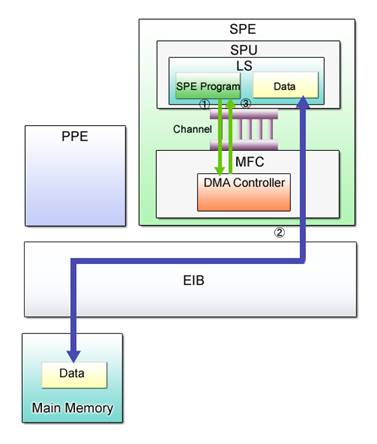 SPE
SPU
LS
SPE Program
Data
① ③
Channel
PPE
MFC
DMA Controller
②
EIB
Data
Main Memory